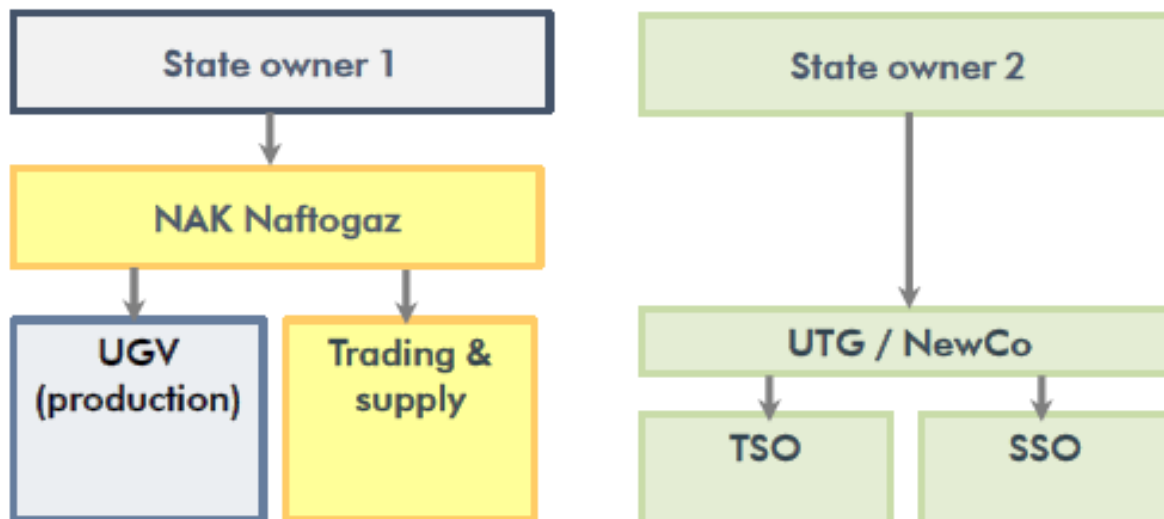 State owner 1
State owner 2
NAK Naftogaz
UGV
(production)
Trading &
supply
UTG / NewCo
TSO
SSO